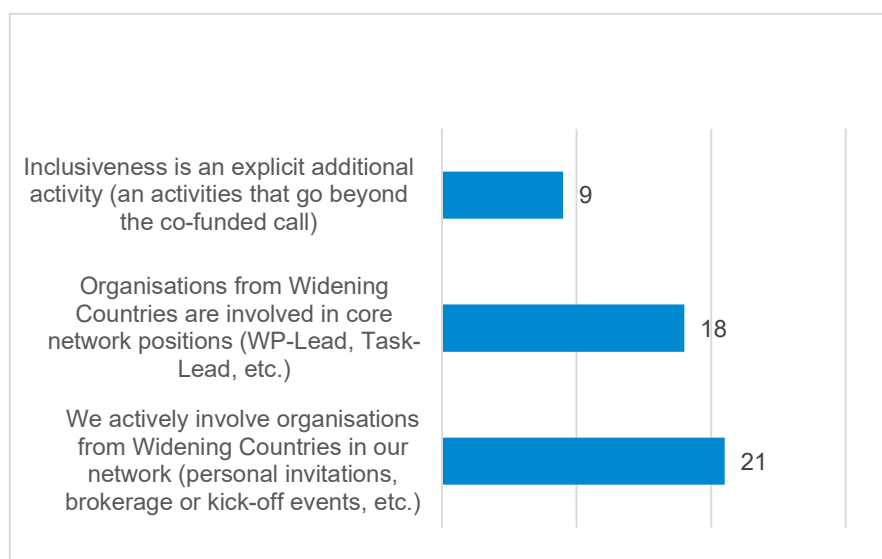 Inclusiveness is an explicit additional
activity (an activities that go beyond
the co-funded call)
9
Organisations from Widening
Countries are involved in core
network positions (WP-Lead, Task-
Lead, etc.)
18
We actively involve organisations
from Widening Countries in our
network (personal invitations,
brokerage or kick-off events, etc.)
21